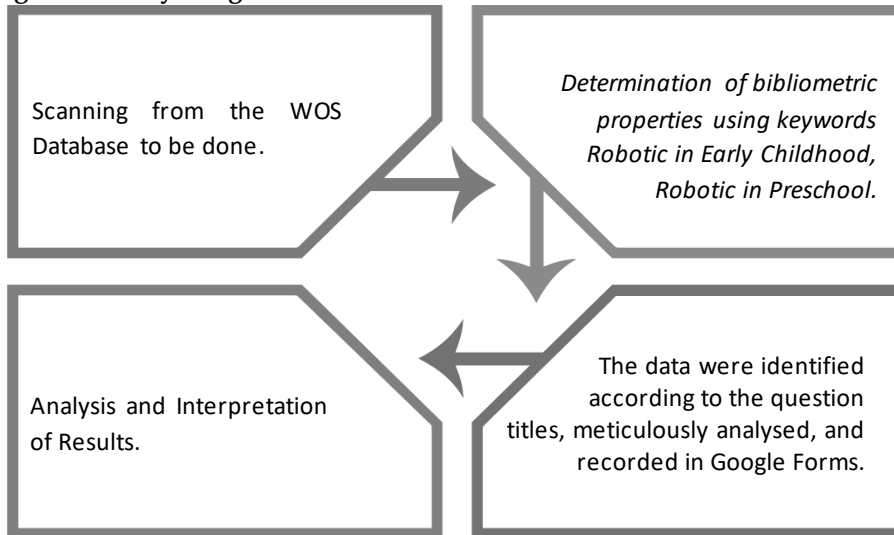 Scanning from the WOS
Database to be done.
Determination of bibliometric
properties using keywords
Robotic in Early Childhood,
Robotic in Preschool.
The data were identified
according to the question
titles, meticulously analysed, and
recorded in Google Forms.
Analysis and Interpretation
of Results.